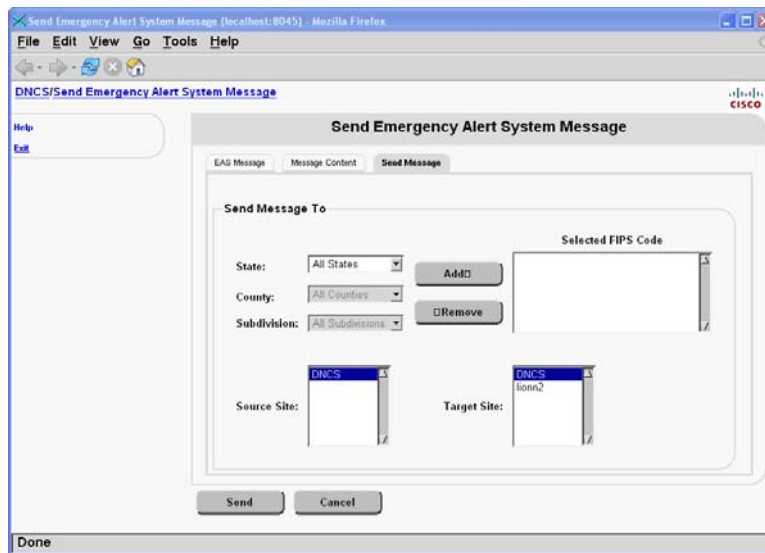 Send Emergency Alert System Message (localhost:8045) - Mozilla Firefox
File Edit View Go Tools Help
DNCS/Send Emergency Alert System Message
CISCO
Help
Exit
Send Emergency Alert System Message
EAS Message Message Content Send Message
Send Message To
Selected FIPS Code
State: All States Add
County: All Counties
Remove
Subdivision: All Subdivisions
Source Site: DNCS
Target Site: DNCS
lionn2
Send Cancel
Done